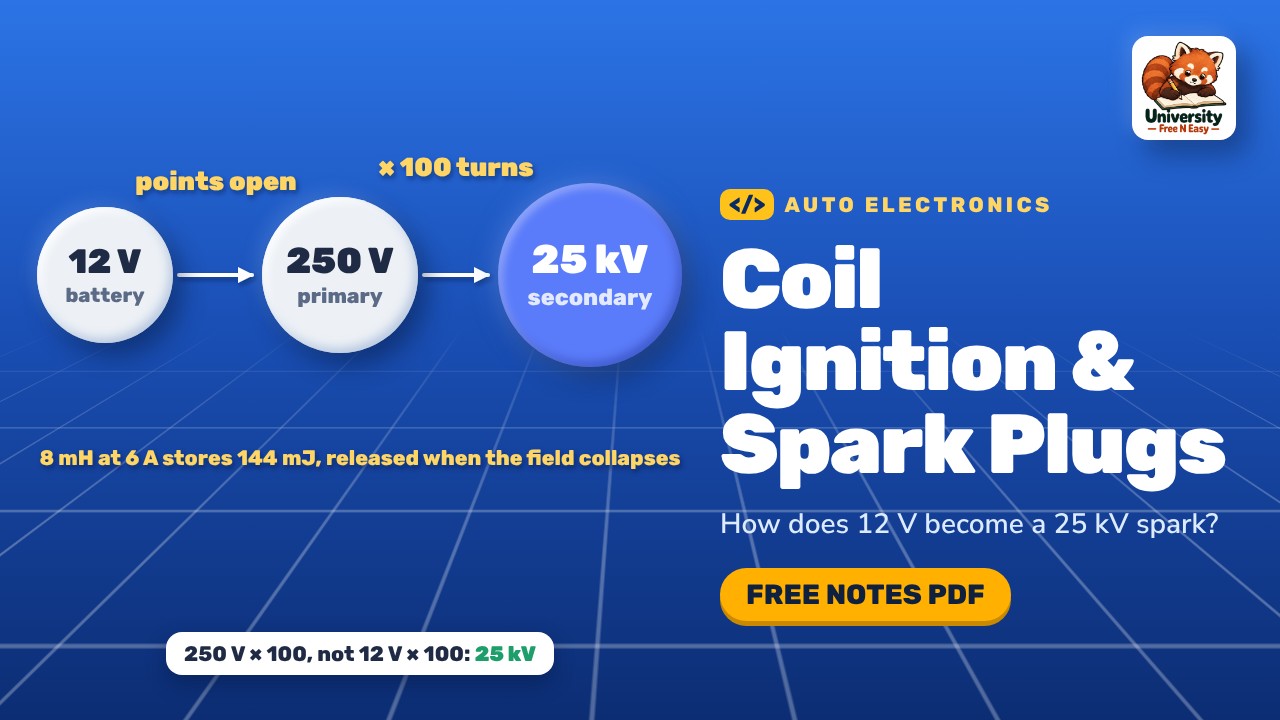 University
Free N Easy
points open
× 100 turns
12 V
battery
250 V
primary
25 kV
secondary
8 mH at 6 A stores 144 mJ, released when the field collapses
250 V × 100, not 12 V × 100: 25 kV
</> AUTO ELECTRONICS
Coil
Ignition &
Spark Plugs
How does 12 V become a 25 kV spark?
FREE NOTES PDF